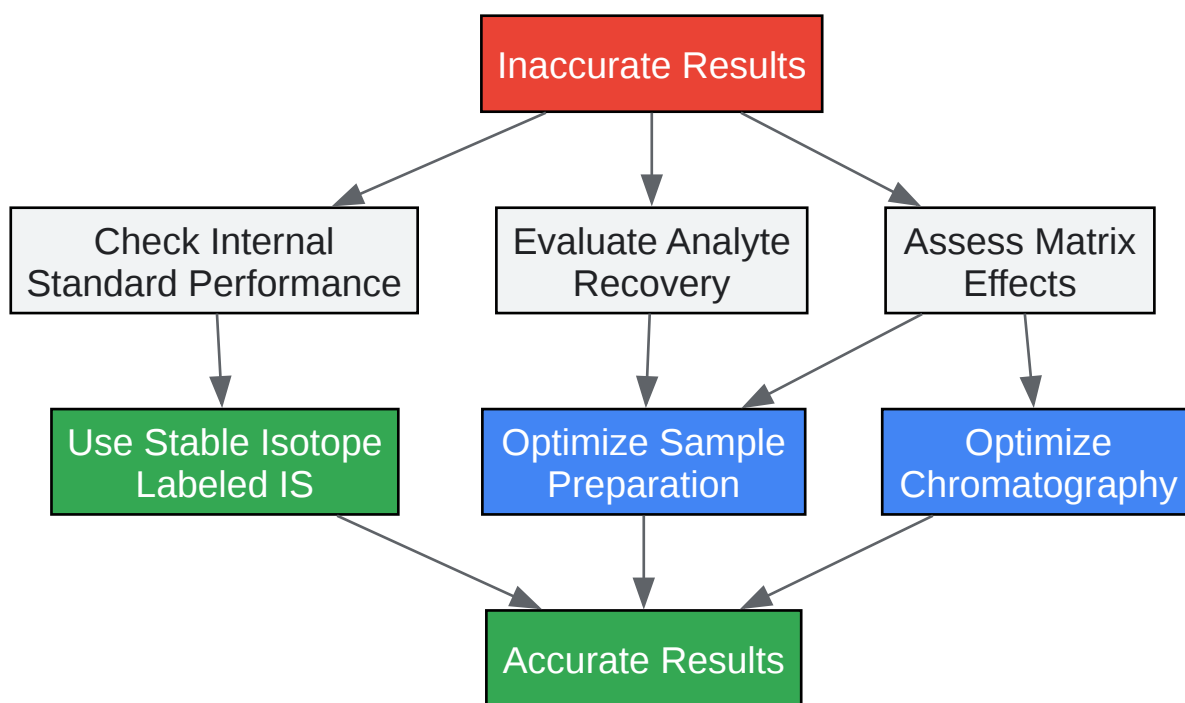 Inaccurate Results
Check Internal
Standard Performance
Evaluate Analyte
Recovery
Assess Matrix
Effects
Use Stable Isotope
Labeled IS
Optimize Sample
Preparation
Optimize
Chromatography
Accurate Results